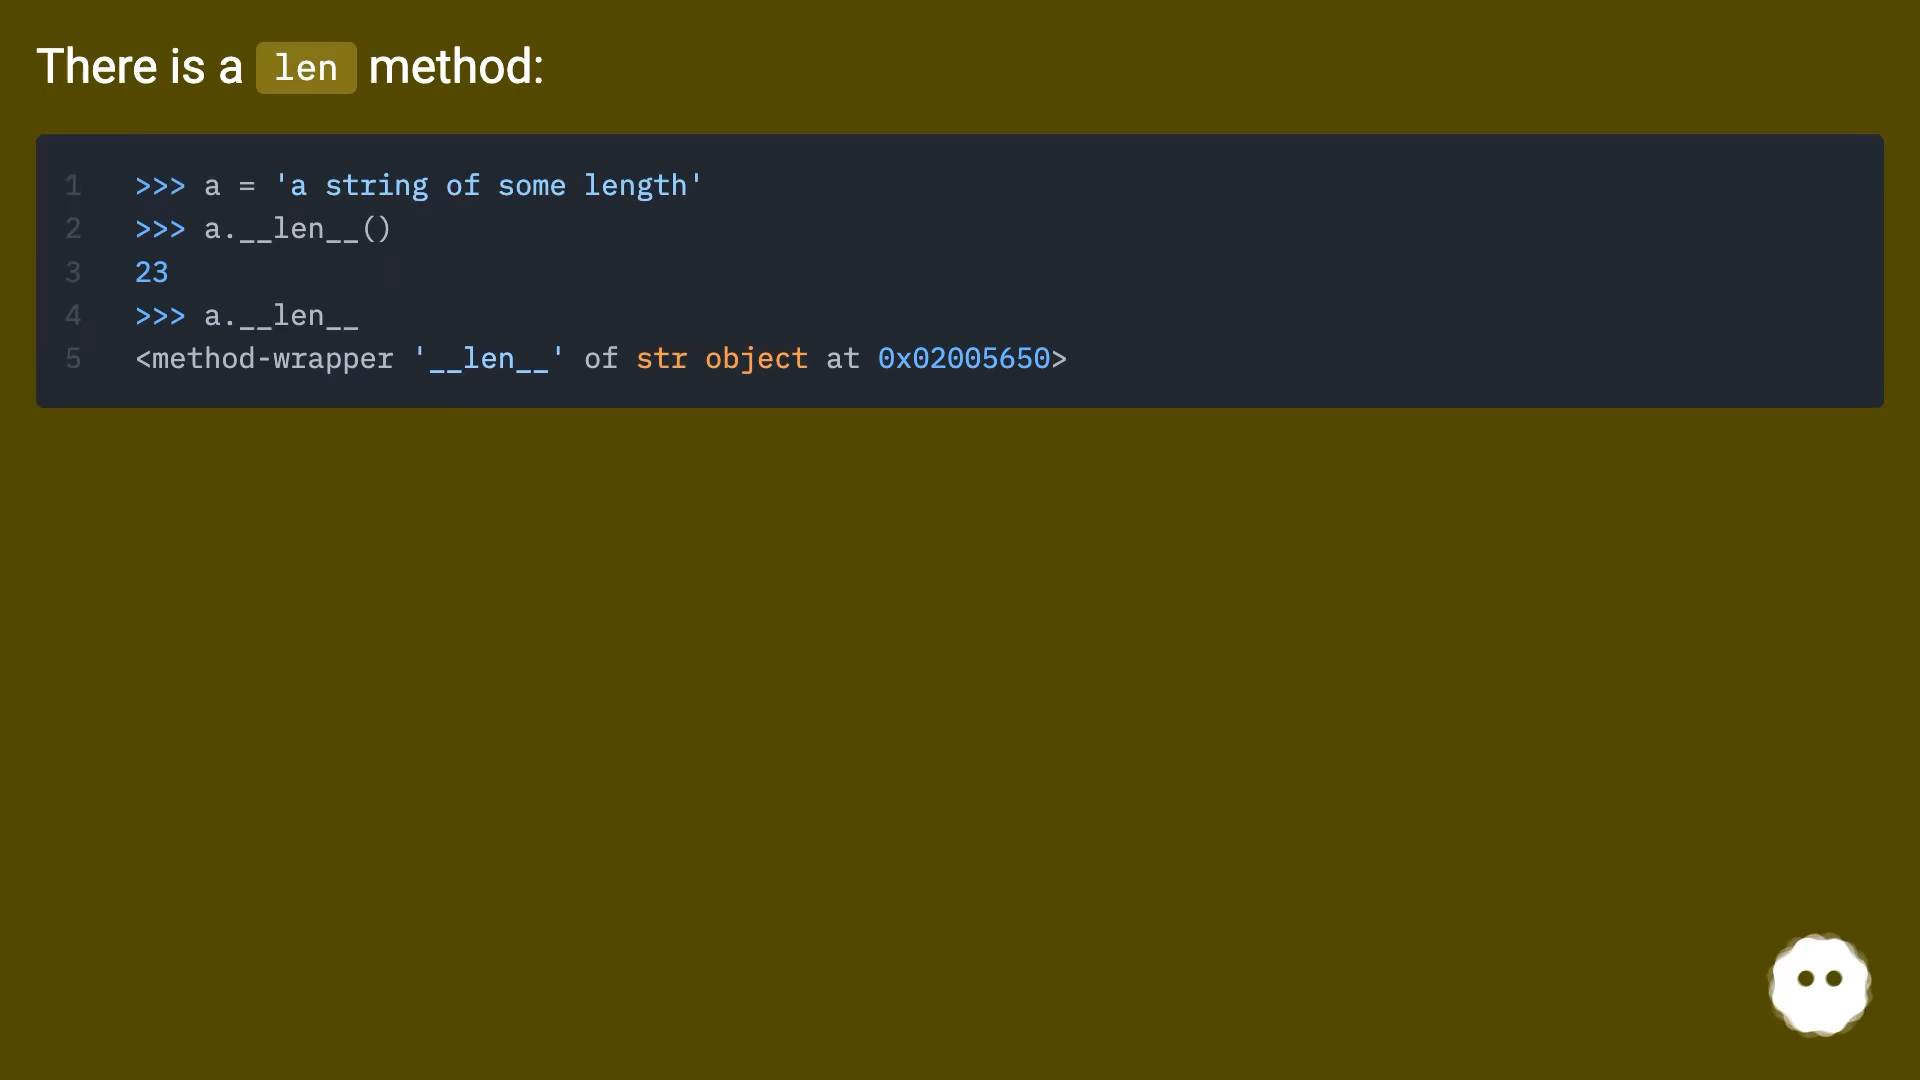 There is a len method:
1 >>> a = 'a string of some length'
2 >>> a.__len__()
3 23
4 >>> a.__len__
5 <method-wrapper '__len__' of str object at 0x02005650>